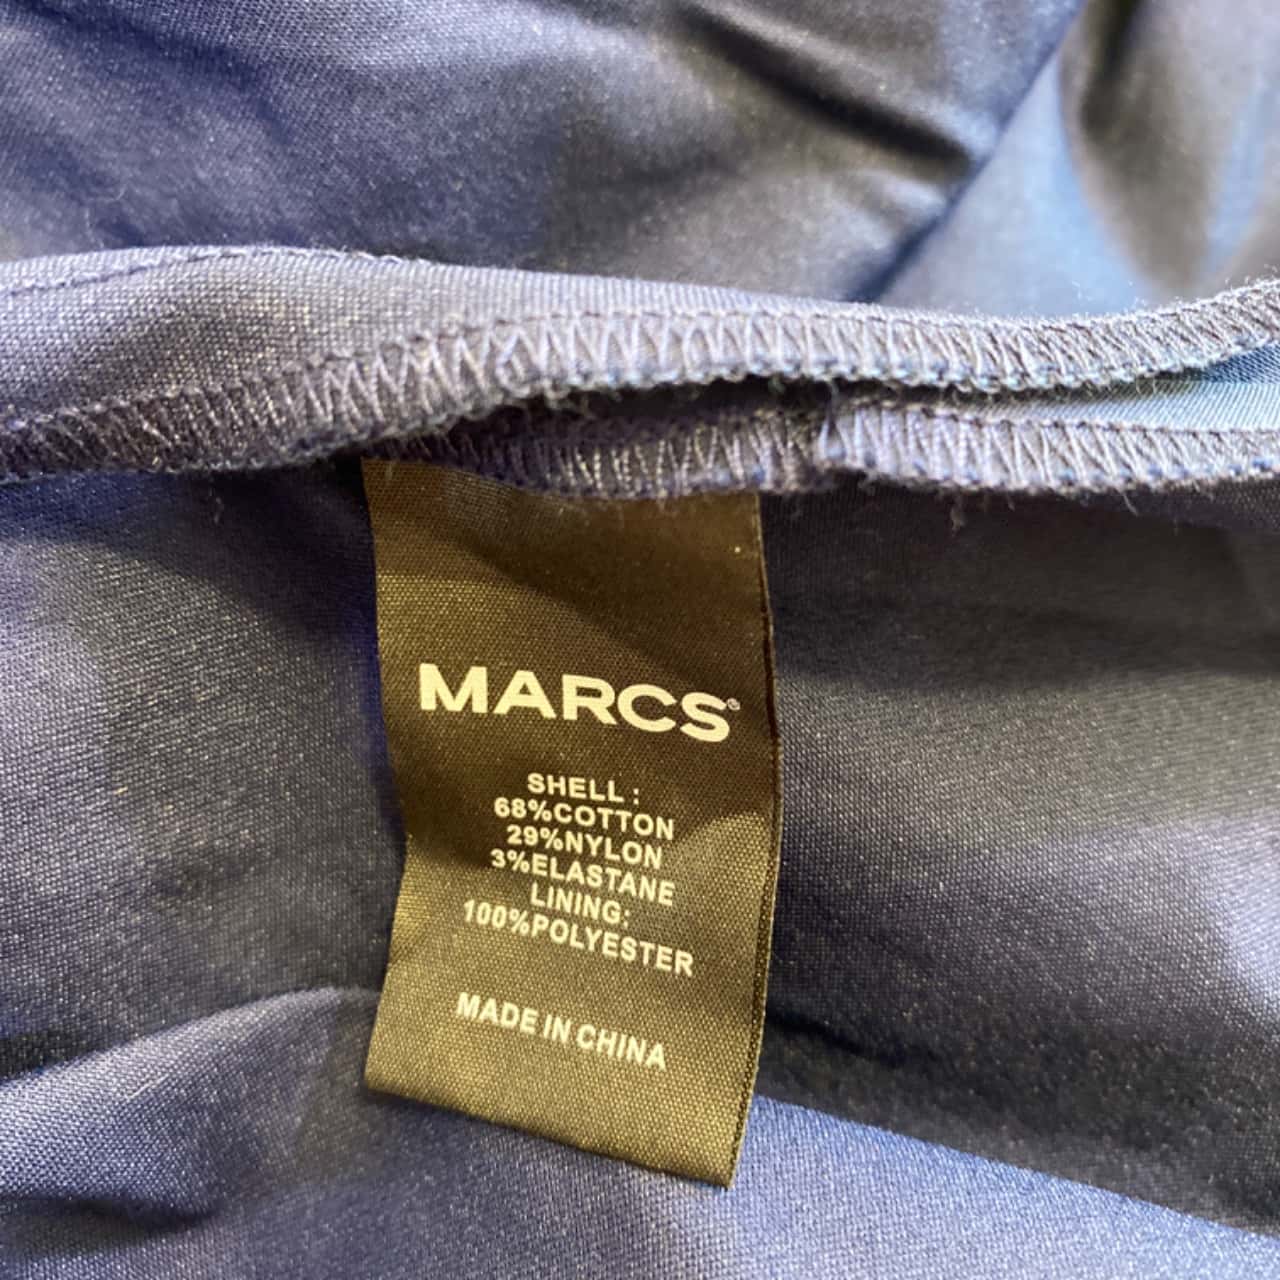 MARCS®
SHELL :
68%COTTON
29%NYLON
3%ELASTANE
LINING:
100%POLYESTER
MADE IN CHINA